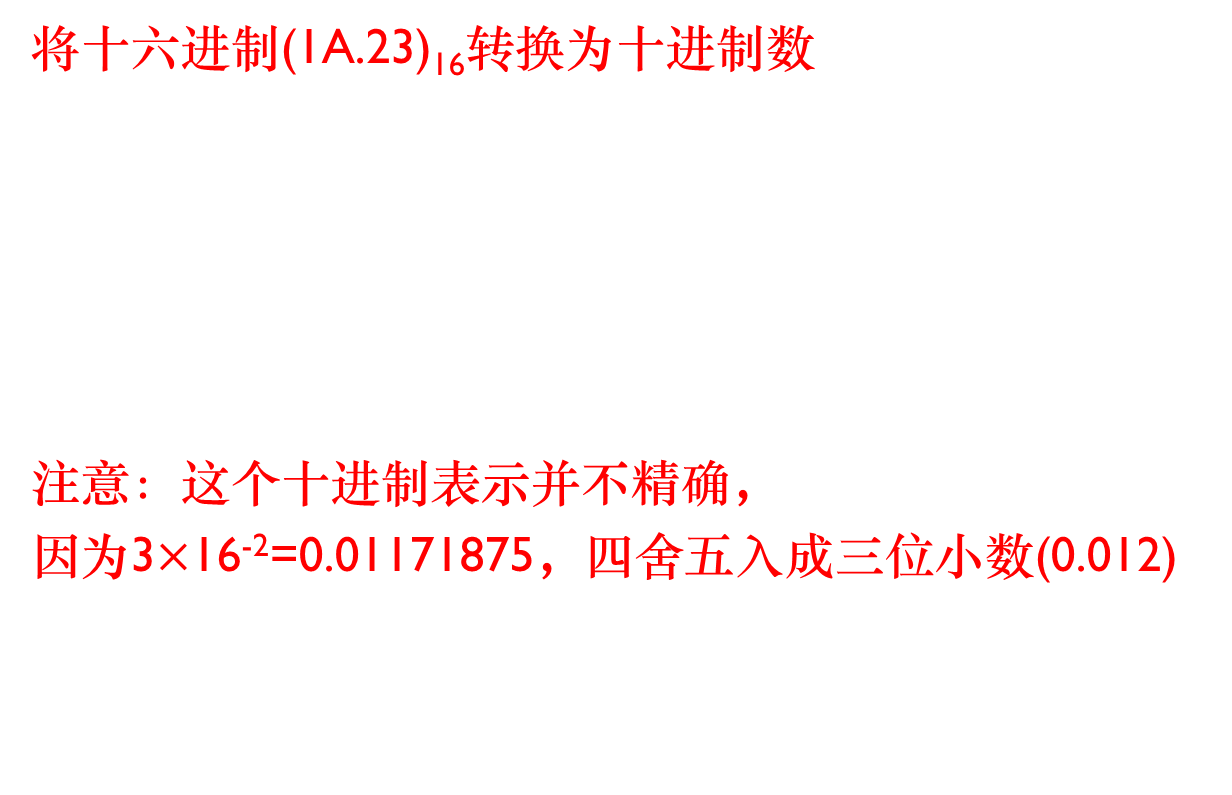 将十六进制(1A.23)₁₆转换为十进制数
注意：这个十进制表示并不精确，
因为3×16⁻²=0.01171875，四舍五入成三位小数(0.012)